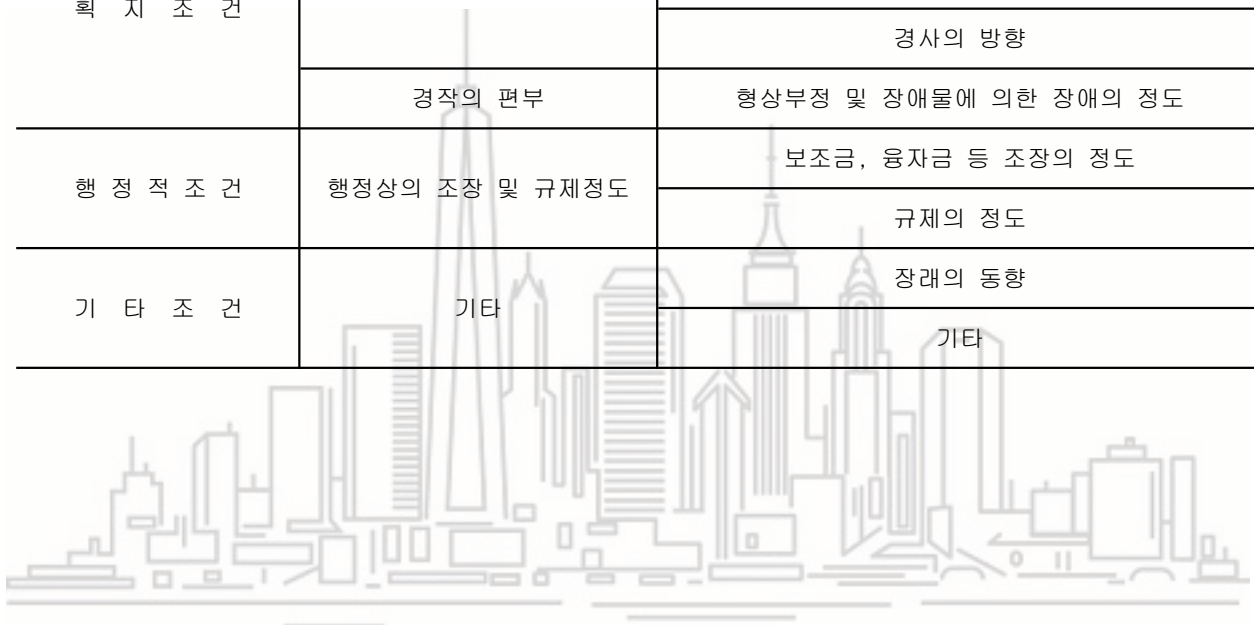 획 지 조 건
경사의 방향
경작의 편부
형상부정 및 장애물에 의한 장애의 정도
행 정 적 조 건
행정상의 조장 및 규제정도
보조금, 융자금 등 조장의 정도
규제의 정도
기 타 조 건
기타
장래의 동향
기타